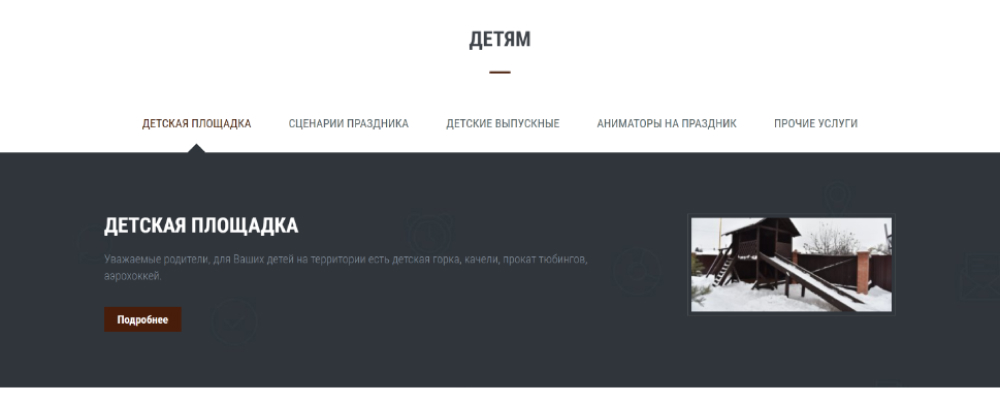 ДЕТЯМ
ДЕТСКАЯ ПЛОЩАДКА СЦЕНАРИИ ПРАЗДНИКА ДЕТСКИЕ ВЫПУСКНЫЕ АНИМАТОРЫ НА ПРАЗДНИК ПРОЧИЕ УСЛУГИ
ДЕТСКАЯ ПЛОЩАДКА
Уважаемые родители, для Ваших детей на территории есть детская горка, качели, прокат тюбингов,
аэрохоккей.
Подробнее